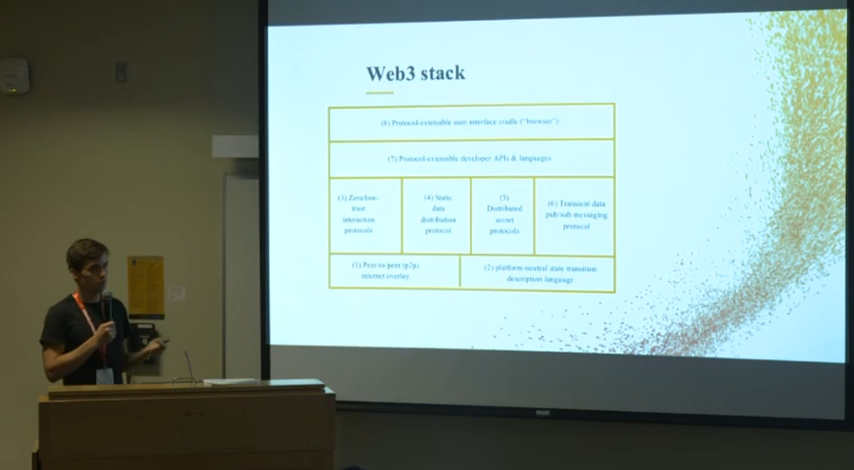 Web3 stack
(8) Protocol-extensible user-interface cradle ("browser")
(7) Protocol-extensible developer APIs & languages
(3) Zero/low-
trust
interaction
protocols
(4) Static
data
distribution
protocol
(5)
Distributed
secret
protocols
(6) Transient data
pub/sub messaging
protocol
(1) Peer-to-peer (p2p)
internet overlay
(2) platform-neutral state transition
description language